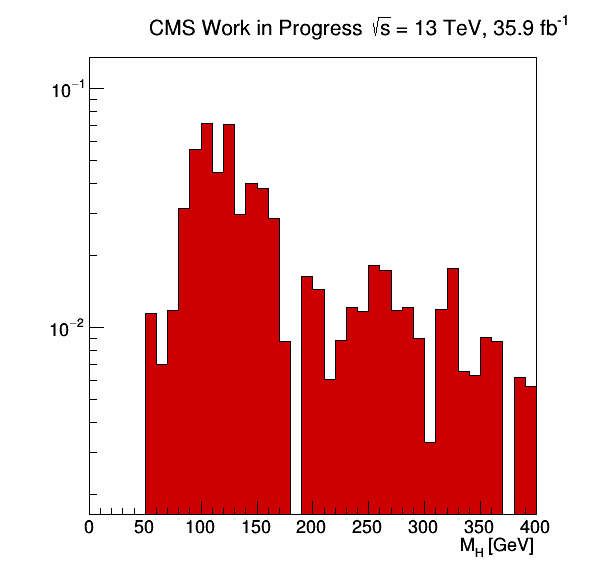 CMS Work in Progress √s = 13 TeV, 35.9 fb⁻¹
10⁻¹
10⁻²
0 50 100 150 200 250 300 350 400
M_H [GeV]